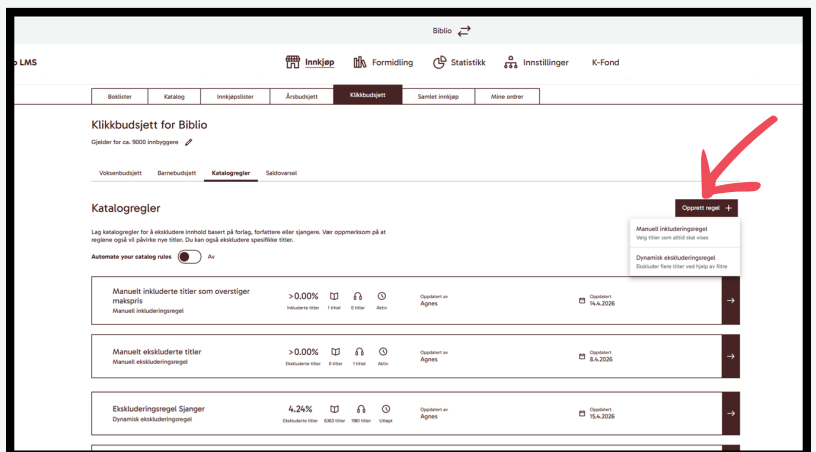 Biblio
LMS
Innkjøp
Formidling
Statistikk
Innstillinger
K-Fond
Boklister
Katalog
Innkjøpslister
Årsbudsjett
Klikkbudsjett
Samlet innkjøp
Mine ordrer
Klikkbudsjett for Biblio
Gjelder for ca. 9000 innbyggere
Voksenbudsjett
Barnebudsjett
Katalogregler
Saldovarsel
Katalogregler
Opprett regel +
Manuell inkluderingsregel
Velg titler som alltid skal vises
Dynamisk ekskluderingsregel
Ekskluder flere titler ved hjelp av filtre
Lag katalogregler for å ekskludere innhold basert på forlag, forfattere eller sjangere. Vær oppmerksom på at
reglene også vil påvirke nye titler. Du kan også ekskludere spesifikke titler.
Automate your catalog rules
Av
Manuelt inkluderte titler som overstiger
makspris
Manuell inkluderingsregel
>0.00%
Inkluderte titler
1 tittel
0 titler
Aktiv
Oppdatert av
Agnes
Oppdatert
14.4.2026
Manuelt ekskluderte titler
Manuell ekskluderingsregel
>0.00%
Ekskluderte titler
0 titler
1 tittel
Aktiv
Oppdatert av
Agnes
Oppdatert
8.4.2026
Ekskluderingsregel Sjanger
Dynamisk ekskluderingsregel
4.24%
Ekskluderte titler
6363 titler
1961 titler
Utløpt
Oppdatert av
Agnes
Oppdatert
15.4.2026